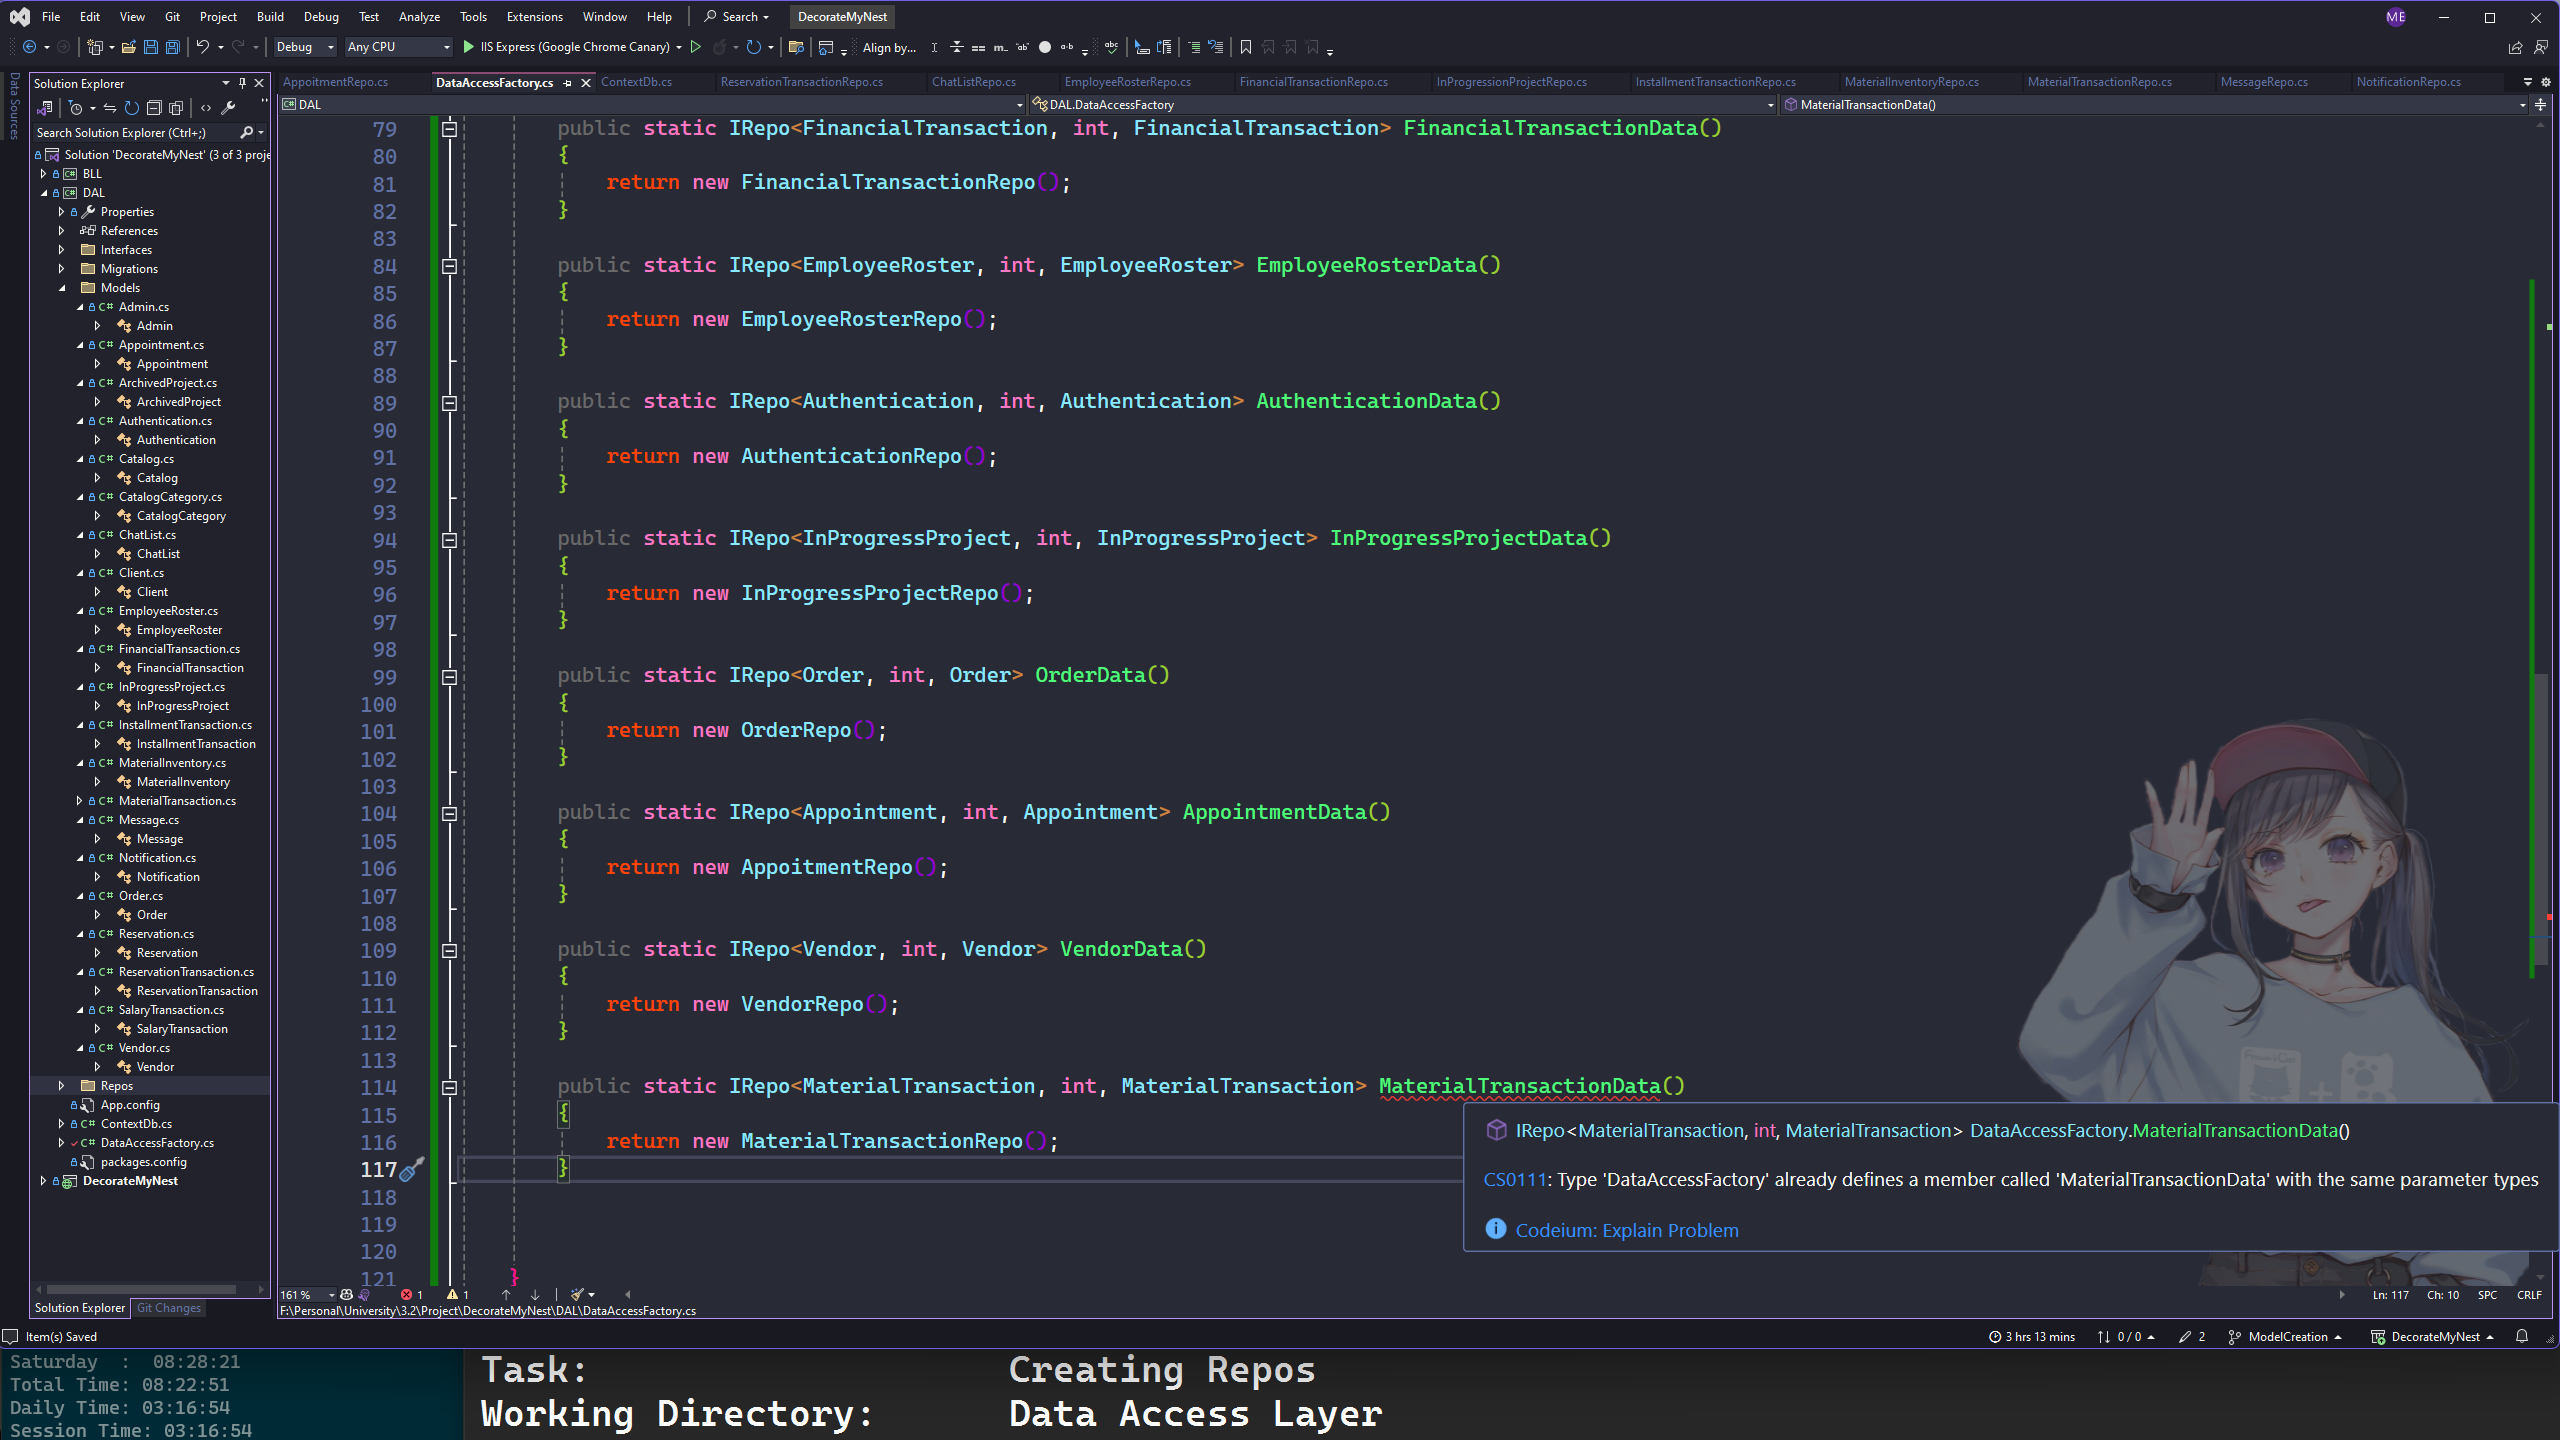 File Edit View Git Project Build Debug Test Analyze Tools Extensions Window Help Search DecorateMyNest ME
Debug Any CPU IIS Express (Google Chrome Canary) Align by...
Data Sources
Solution Explorer
Search Solution Explorer (Ctrl+;)
Solution 'DecorateMyNest' (3 of 3 proje
C# BLL
C# DAL
Properties
References
Interfaces
Migrations
Models
C# Admin.cs
Admin
C# Appointment.cs
Appointment
C# ArchivedProject.cs
ArchivedProject
C# Authentication.cs
Authentication
C# Catalog.cs
Catalog
C# CatalogCategory.cs
CatalogCategory
C# ChatList.cs
ChatList
C# Client.cs
Client
C# EmployeeRoster.cs
EmployeeRoster
C# FinancialTransaction.cs
FinancialTransaction
C# InProgressProject.cs
InProgressProject
C# InstallmentTransaction.cs
InstallmentTransaction
C# MaterialInventory.cs
MaterialInventory
C# MaterialTransaction.cs
C# Message.cs
Message
C# Notification.cs
Notification
C# Order.cs
Order
C# Reservation.cs
Reservation
C# ReservationTransaction.cs
ReservationTransaction
C# SalaryTransaction.cs
SalaryTransaction
C# Vendor.cs
Vendor
Repos
App.config
C# ContextDb.cs
C# DataAccessFactory.cs
packages.config
DecorateMyNest
Solution Explorer Git Changes
AppoitmentRepo.cs DataAccessFactory.cs ContextDb.cs ReservationTransactionRepo.cs ChatListRepo.cs EmployeeRosterRepo.cs FinancialTransactionRepo.cs InProgressionProjectRepo.cs InstallmentTransactionRepo.cs MaterialInventoryRepo.cs MaterialTransactionRepo.cs MessageRepo.cs NotificationRepo.cs
C# DAL DAL.DataAccessFactory MaterialTransactionData()
79 public static IRepo<FinancialTransaction, int, FinancialTransaction> FinancialTransactionData()
80 {
81 return new FinancialTransactionRepo();
82 }
83
84 public static IRepo<EmployeeRoster, int, EmployeeRoster> EmployeeRosterData()
85 {
86 return new EmployeeRosterRepo();
87 }
88
89 public static IRepo<Authentication, int, Authentication> AuthenticationData()
90 {
91 return new AuthenticationRepo();
92 }
93
94 public static IRepo<InProgressProject, int, InProgressProject> InProgressProjectData()
95 {
96 return new InProgressProjectRepo();
97 }
98
99 public static IRepo<Order, int, Order> OrderData()
100 {
101 return new OrderRepo();
102 }
103
104 public static IRepo<Appointment, int, Appointment> AppointmentData()
105 {
106 return new AppoitmentRepo();
107 }
108
109 public static IRepo<Vendor, int, Vendor> VendorData()
110 {
111 return new VendorRepo();
112 }
113
114 public static IRepo<MaterialTransaction, int, MaterialTransaction> MaterialTransactionData()
115 {
116 return new MaterialTransactionRepo();
117 }
118
119
120
121 }
IRepo<MaterialTransaction, int, MaterialTransaction> DataAccessFactory.MaterialTransactionData()
CS0111: Type 'DataAccessFactory' already defines a member called 'MaterialTransactionData' with the same parameter types
Codeium: Explain Problem
161 % 1 1 Ln: 117 Ch: 10 SPC CRLF
F:\Personal\University\3.2\Project\DecorateMyNest\DAL\DataAccessFactory.cs
Item(s) Saved 3 hrs 13 mins 0 / 0 2 ModelCreation DecorateMyNest
Saturday : 08:28:21
Total Time: 08:22:51
Daily Time: 03:16:54
Session Time: 03:16:54
Task: Creating Repos
Working Directory: Data Access Layer